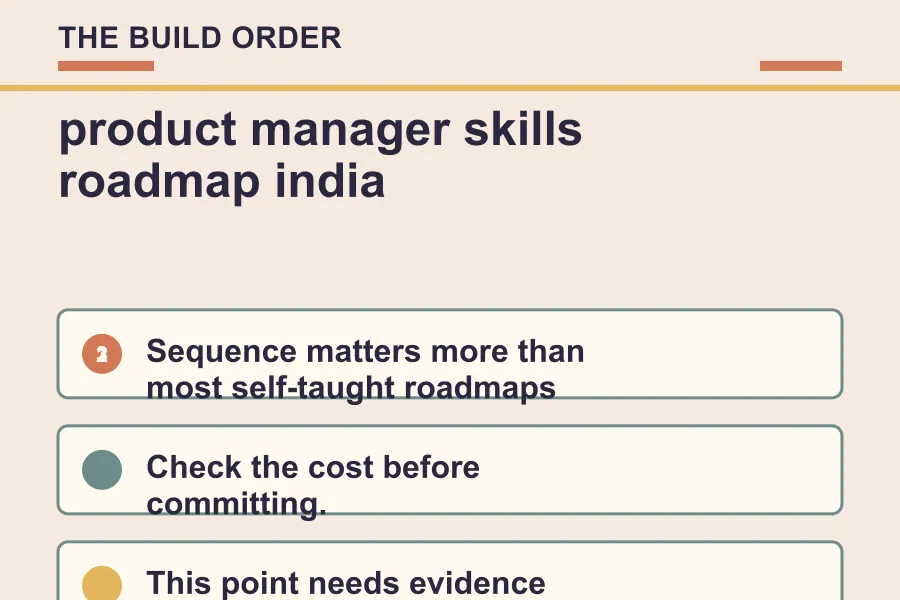 THE BUILD ORDER
product manager skills
roadmap india
Sequence matters more than
most self-taught roadmaps
Check the cost before
committing.
This point needs evidence